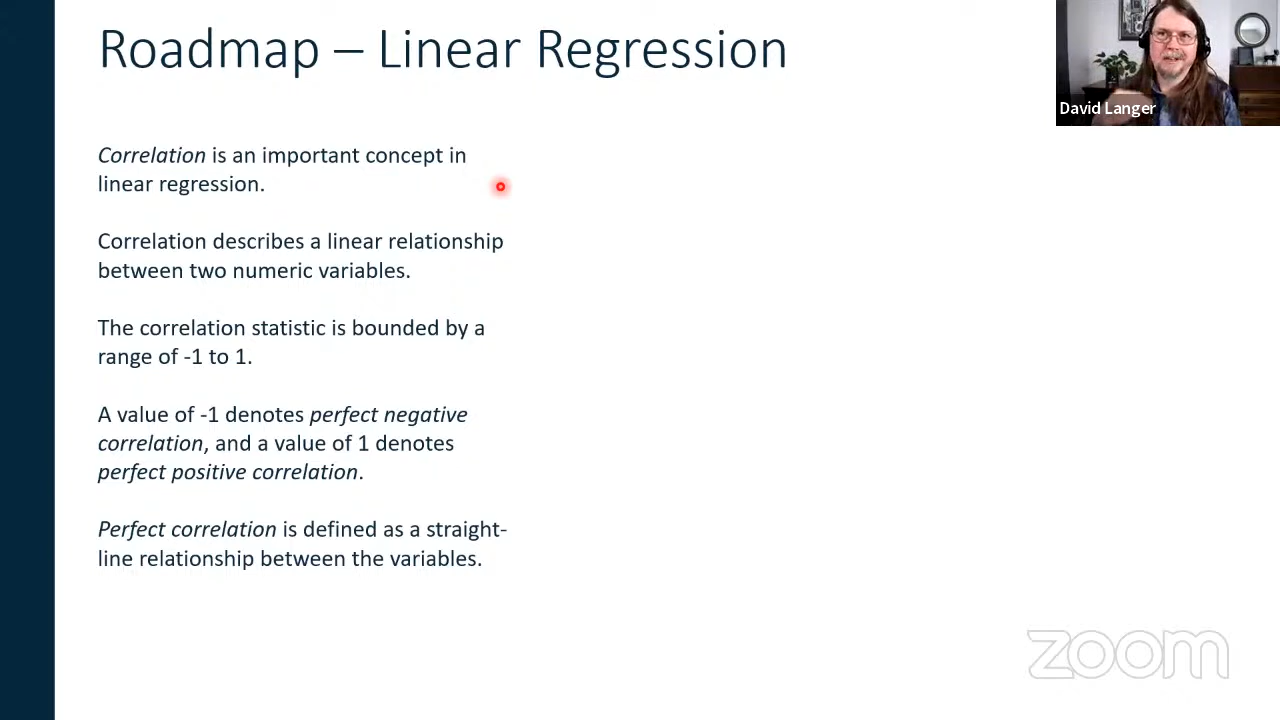 Roadmap – Linear Regression
David Langer
Correlation is an important concept in
linear regression.
Correlation describes a linear relationship
between two numeric variables.
The correlation statistic is bounded by a
range of -1 to 1.
A value of -1 denotes perfect negative
correlation, and a value of 1 denotes
perfect positive correlation.
Perfect correlation is defined as a straight-
line relationship between the variables.
zoom